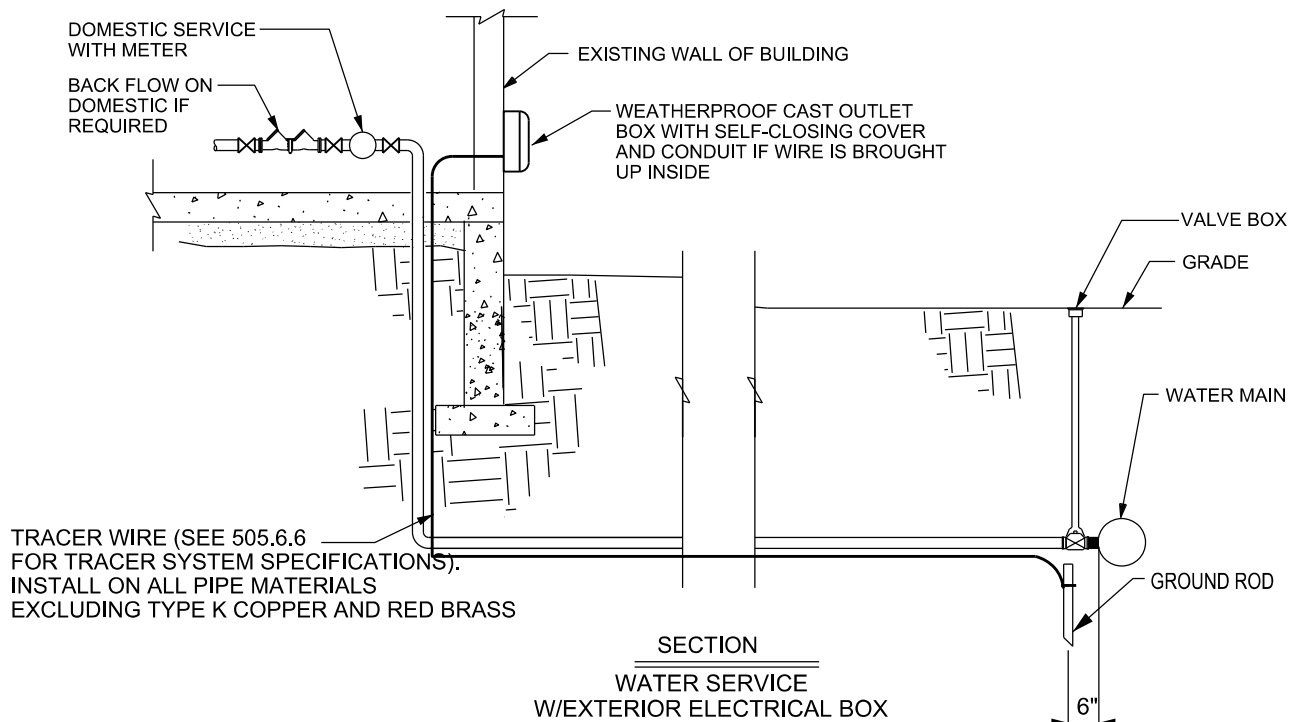 DOMESTIC SERVICE
WITH METER
BACK FLOW ON
DOMESTIC IF
REQUIRED
EXISTING WALL OF BUILDING
WEATHERPROOF CAST OUTLET
BOX WITH SELF-CLOSING COVER
AND CONDUIT IF WIRE IS BROUGHT
UP INSIDE
VALVE BOX
GRADE
WATER MAIN
TRACER WIRE (SEE 505.6.6
FOR TRACER SYSTEM SPECIFICATIONS).
INSTALL ON ALL PIPE MATERIALS
EXCLUDING TYPE K COPPER AND RED BRASS
GROUND ROD
SECTION
WATER SERVICE
W/EXTERIOR ELECTRICAL BOX
6"